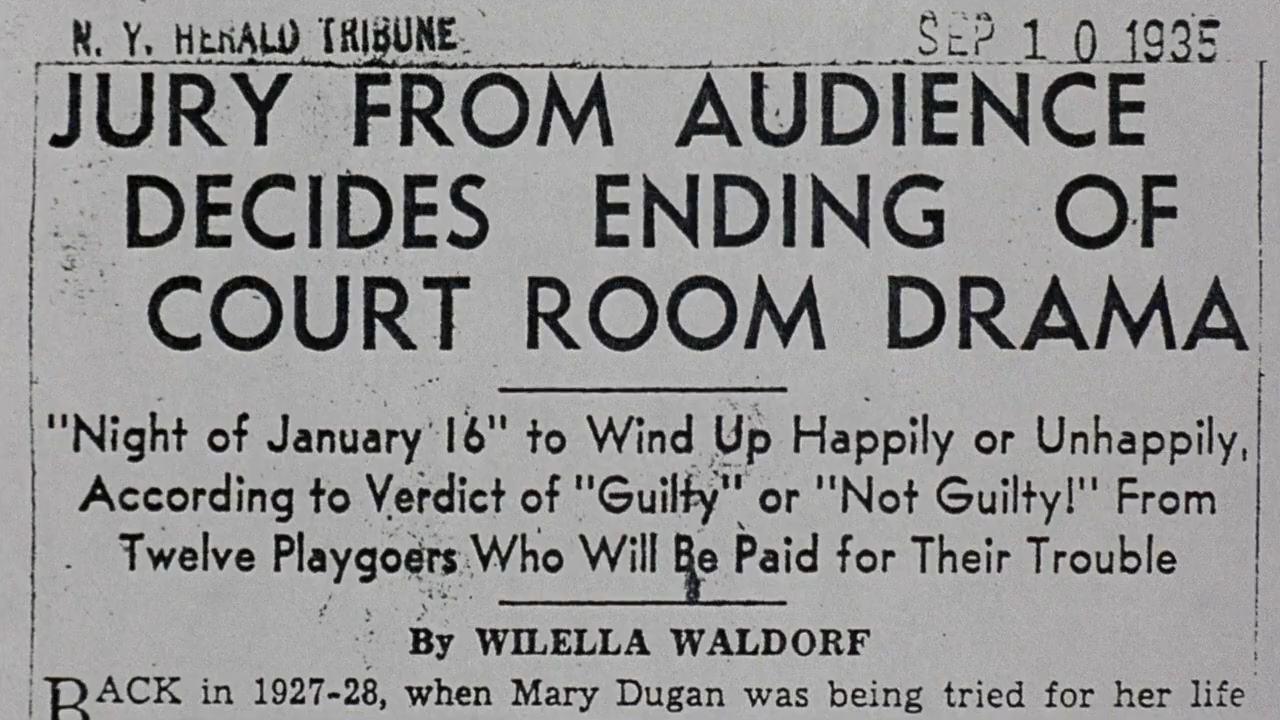 N. Y. HERALD TRIBUNE SEP 10 1935
JURY FROM AUDIENCE
DECIDES ENDING OF
COURT ROOM DRAMA
"Night of January 16" to Wind Up Happily or Unhappily,
According to Verdict of "Guilty" or "Not Guilty!" From
Twelve Playgoers Who Will Be Paid for Their Trouble
By WILELLA WALDORF
BACK in 1927-28, when Mary Dugan was being tried for her life